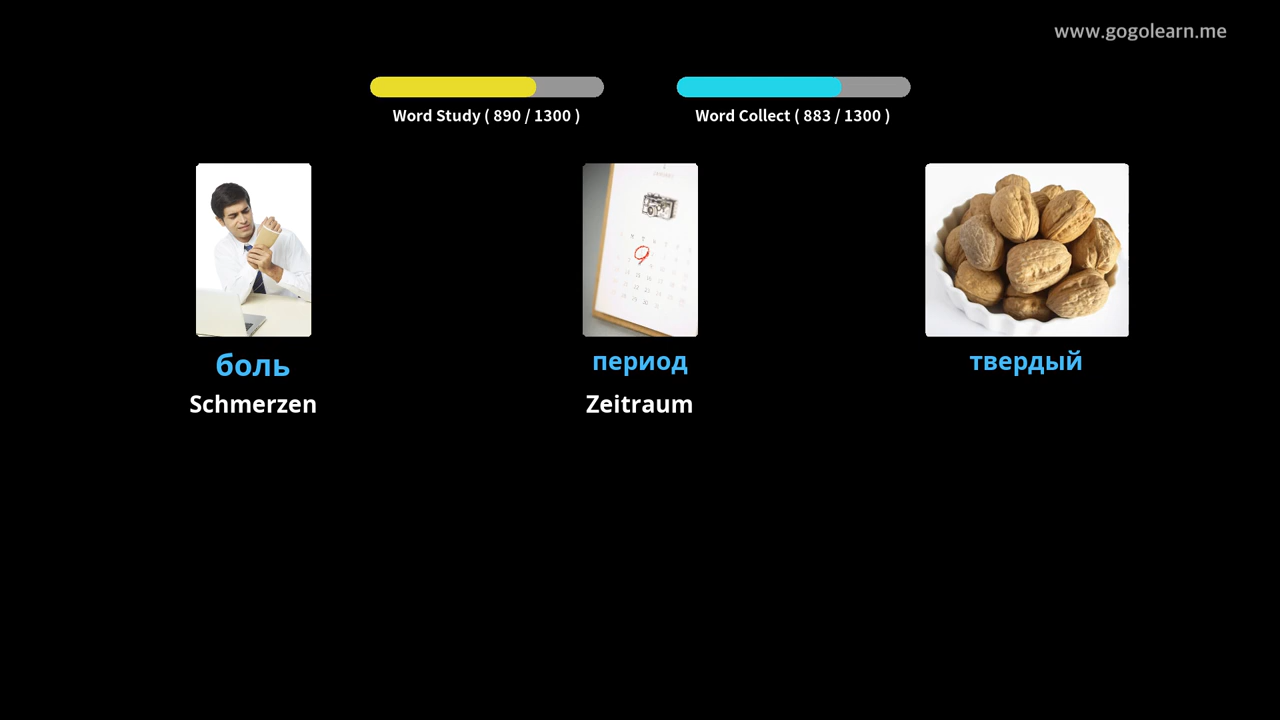 www.gogolearn.me
Word Study ( 890 / 1300 )
Word Collect ( 883 / 1300 )
боль
период
твердый
Schmerzen
Zeitraum